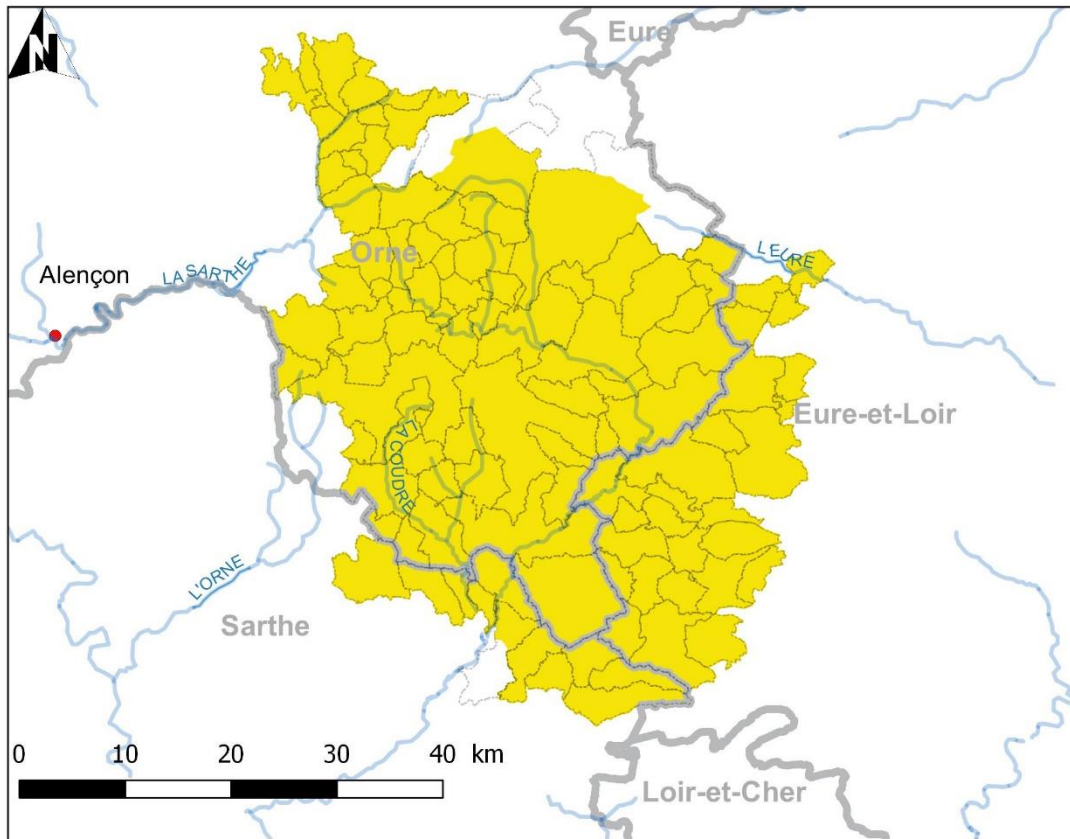 Eure
N
Orne
L'EURE
LA SARTHE
Alençon
Eure-et-Loir
LA COUDRE
L'ORNE
Sarthe
0 10 20 30 40 km
Loir-et-Cher